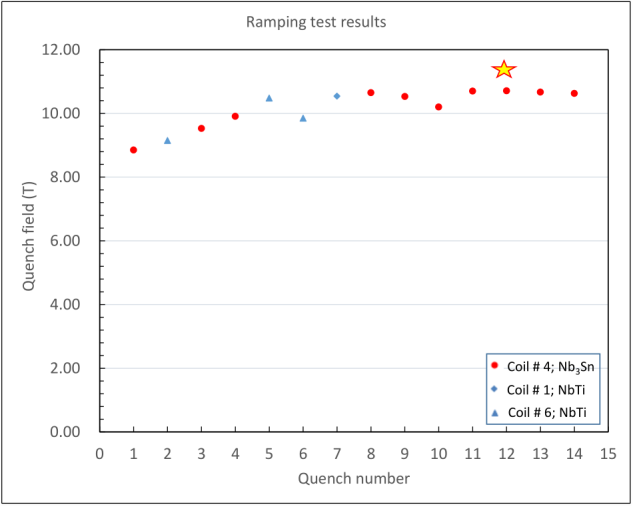 Ramping test results
12.00
10.00
8.00
6.00
4.00
2.00
0.00
Quench field (T)
Coil # 4; Nb₃Sn
Coil # 1; NbTi
Coil # 6; NbTi
0 1 2 3 4 5 6 7 8 9 10 11 12 13 14 15
Quench number